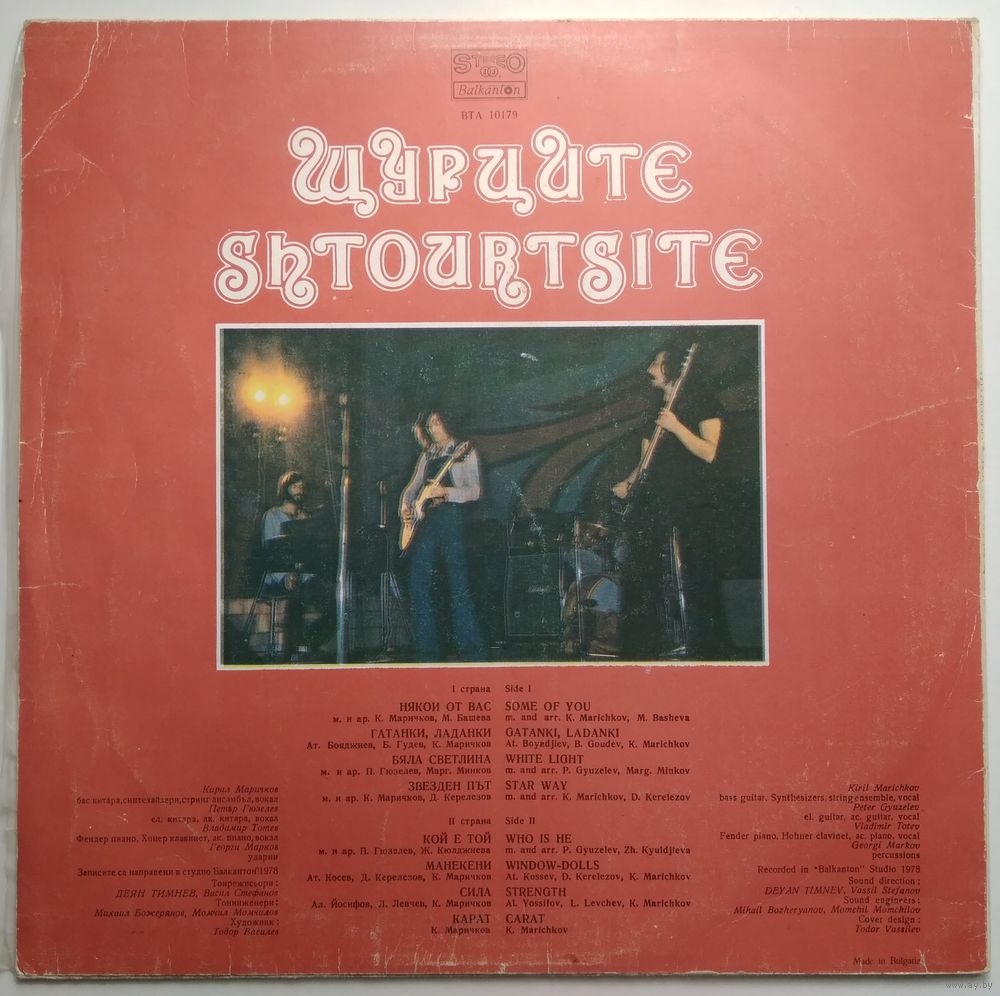 STEREO
33
Balkanton
ВТА 10179
ЩУРЦИТЕ
SHTOURTSITE
I страна
НЯКОИ ОТ ВАС
м. и ар. К. Маричков, М. Башева
ГАТАНКИ, ЛАДАНКИ
Ат. Бояджиев, Б. Гудев, К. Маричков
БЯЛА СВЕТЛИНА
м. и ар. П. Гюзелев, Марг. Минков
ЗВЕЗДЕН ПЪТ
м. и ар. К. Маричков, Д. Керелезов
II страна
КОЙ Е ТОЙ
м. и ар. П. Гюзелев, Ж. Кюлджиева
МАНЕКЕНИ
Ат. Косев, Д. Керелезов, К. Маричков
СИЛА
Ал. Йосифов, Л. Левчев, К. Маричков
КАРАТ
К. Маричков
Side I
SOME OF YOU
m. and arr. K. Marichkov, M. Basheva
GATANKI, LADANKI
At. Boyadjiev, B. Goudev, K. Marichkov
WHITE LIGHT
m. and arr. P. Gyuzelev, Marg. Minkov
STAR WAY
m. and arr. K. Marichkov, D. Kerelezov
Side II
WHO IS HE
m. and arr. P. Gyuzelev, Zh. Kyuldjieva
WINDOW-DOLLS
At. Kossev, D. Kerelezov, K. Marichkov
STRENGTH
Al. Yossifov, L. Levchev, K. Marichkov
CARAT
K. Marichkov
Кирил Маричков
бас китара,синтехайзери,стринг ансамбъл, вокал
Петър Гюзелев
ел. китара, ак. китара, вокал
Владимир Тотев
Фендер пиано, Хонер клавинет, ак. пиано, вокал
Георги Марков
ударни
Записите са направени в студио Балкантон'1978
Тонрежисьори:
ДЕЯН ТИМНЕВ, Васил Стефанов
Тонинженери:
Михаил Божерянов, Момчил Момчилов
Художник:
Тодор Василев
Kiril Marichkov
bass guitar, Synthesizers, string ensemble, vocal
Peter Gyuzelev
el. guitar, ac. guitar, vocal
Vladimir Totev
Fender piano, Hohner clavinet, ac. piano, vocal
Georgi Markov
percussions
Recorded in "Balkanton" Studio 1978
Sound direction:
DEYAN TIMNEV, Vassil Stefanov
Sound engineers:
Mihail Bozheryanov, Momchil Momchilov
Cover design:
Todor Vassilev
Made in Bulgaria
www.ay.by